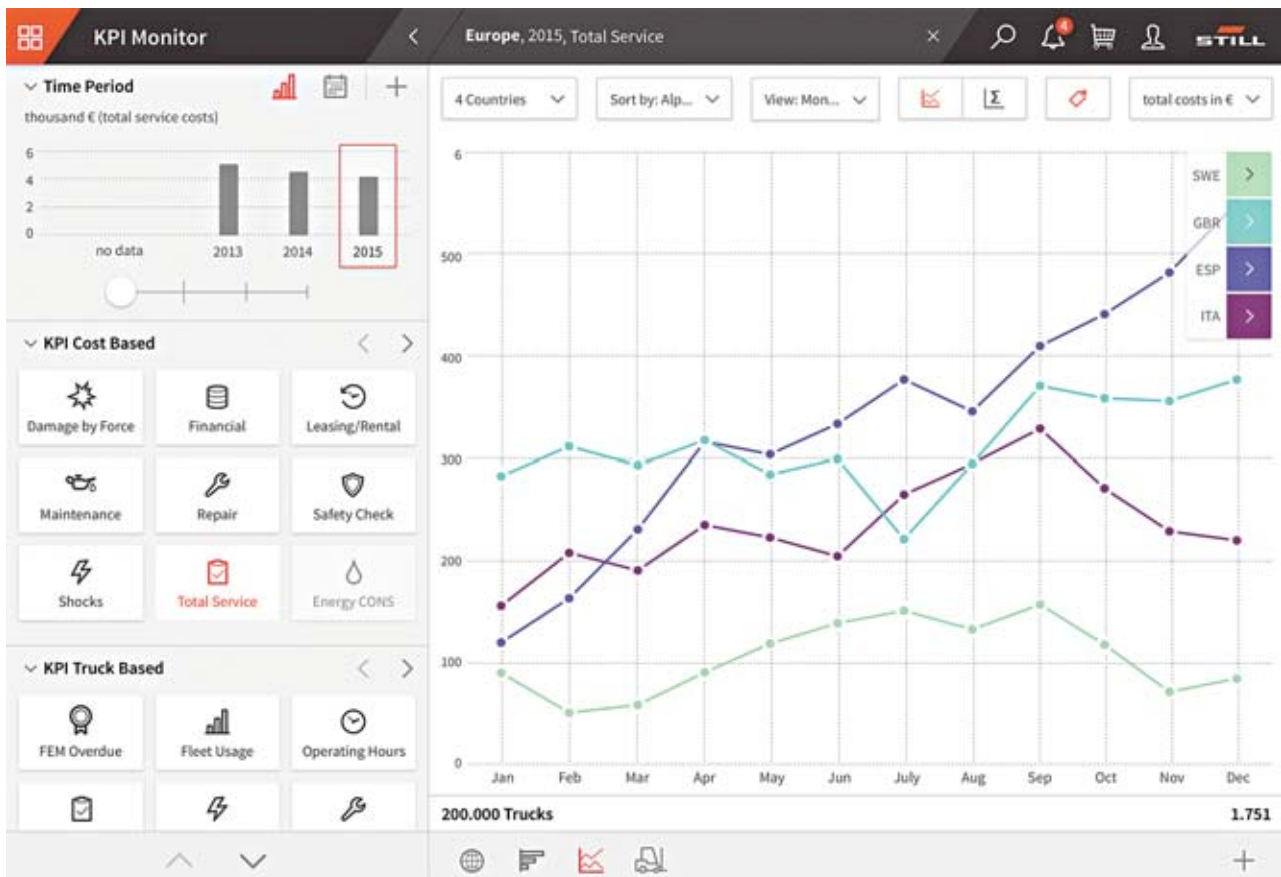 KPI Monitor
Europe, 2015, Total Service
4
STILL
Time Period
thousand € (total service costs)
6
4
2
0
no data
2013
2014
2015
KPI Cost Based
Damage by Force
Financial
Leasing/Rental
Maintenance
Repair
Safety Check
Shocks
Total Service
Energy CONS
KPI Truck Based
FEM Overdue
Fleet Usage
Operating Hours
4 Countries
Sort by: Alp...
View: Mon...
Σ
total costs in €
6
500
400
300
200
100
0
SWE
GBR
ESP
ITA
Jan Feb Mar Apr May Jun July Aug Sep Oct Nov Dec
200.000 Trucks
1.751